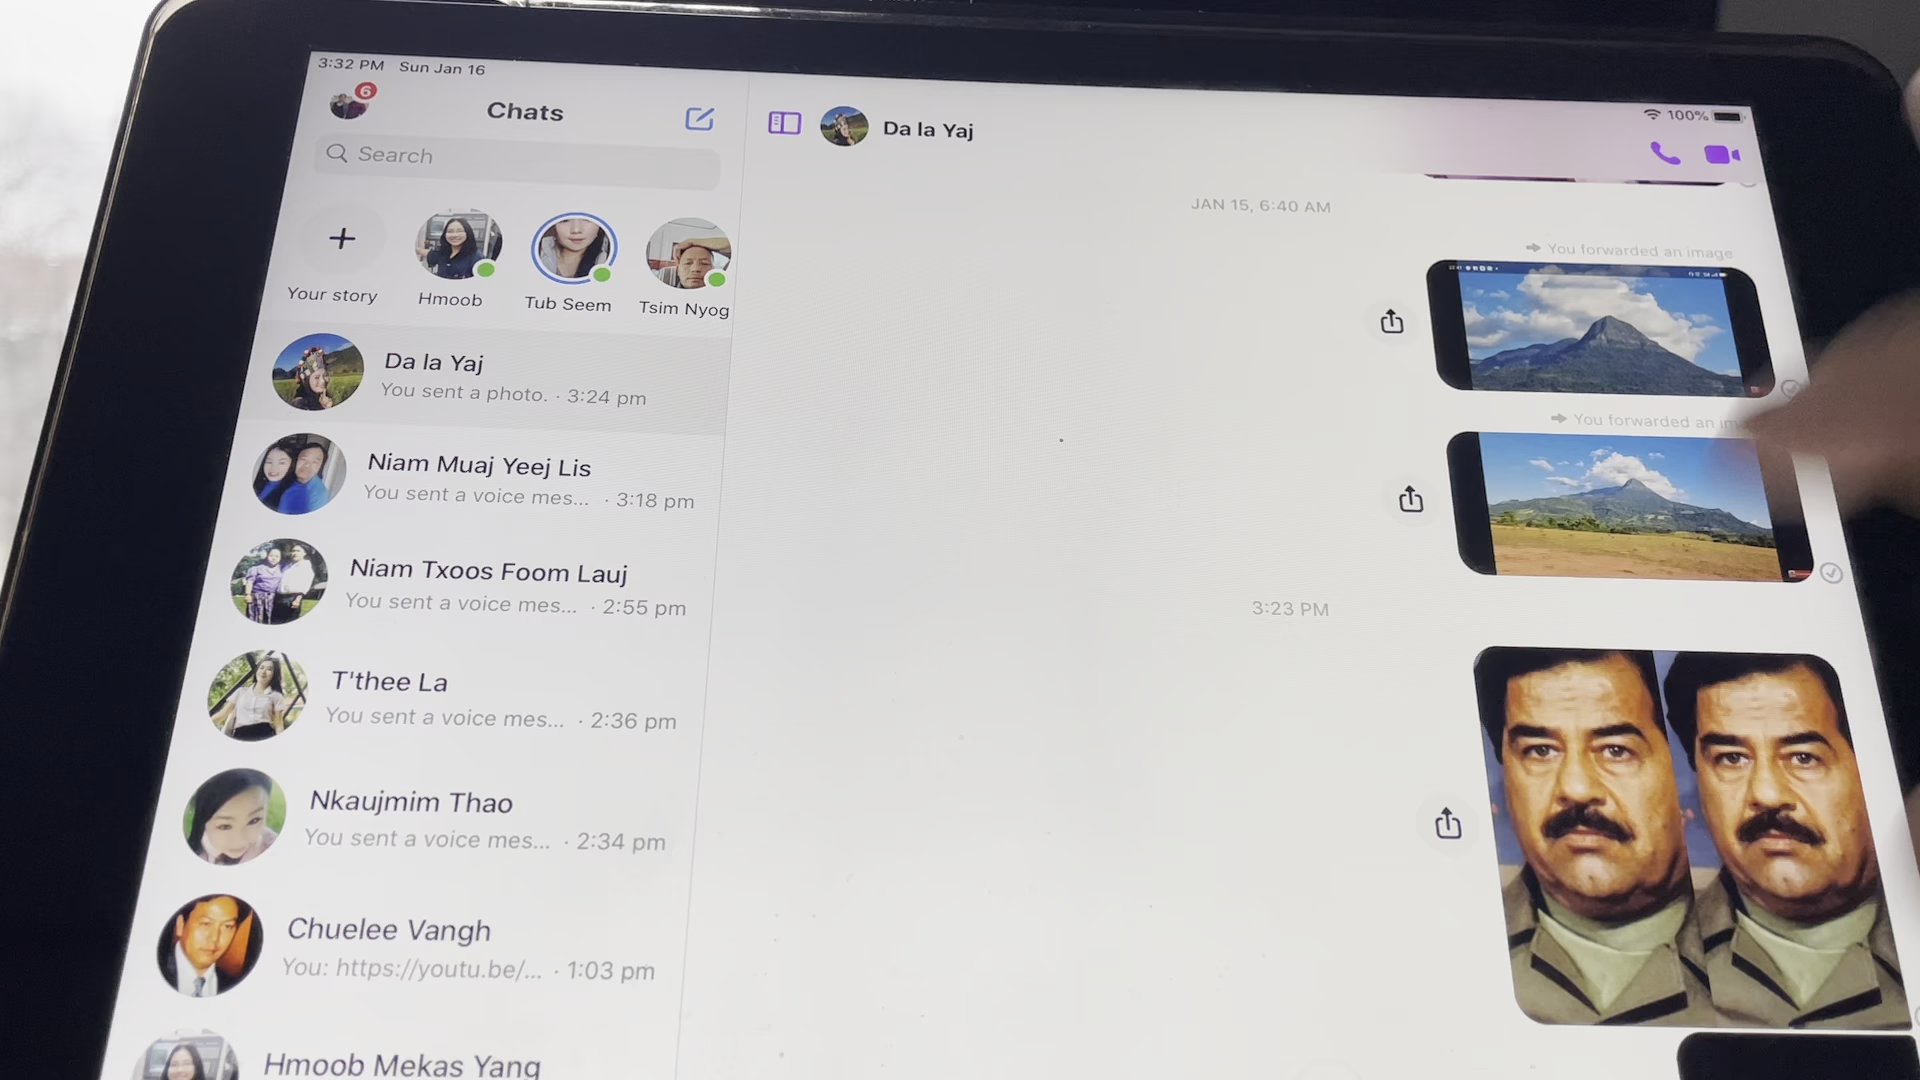 3:32 PM Sun Jan 16
100%
6
Chats
Da la Yaj
Search
Your story
Hmoob
Tub Seem
Tsim Nyog
Da la Yaj
You sent a photo. · 3:24 pm
Niam Muaj Yeej Lis
You sent a voice mes... · 3:18 pm
Niam Txoos Foom Lauj
You sent a voice mes... · 2:55 pm
T'thee La
You sent a voice mes... · 2:36 pm
Nkaujmim Thao
You sent a voice mes... · 2:34 pm
Chuelee Vangh
You: https://youtu.be/... · 1:03 pm
Hmoob Mekas Yang
JAN 15, 6:40 AM
You forwarded an image
You forwarded an
3:23 PM